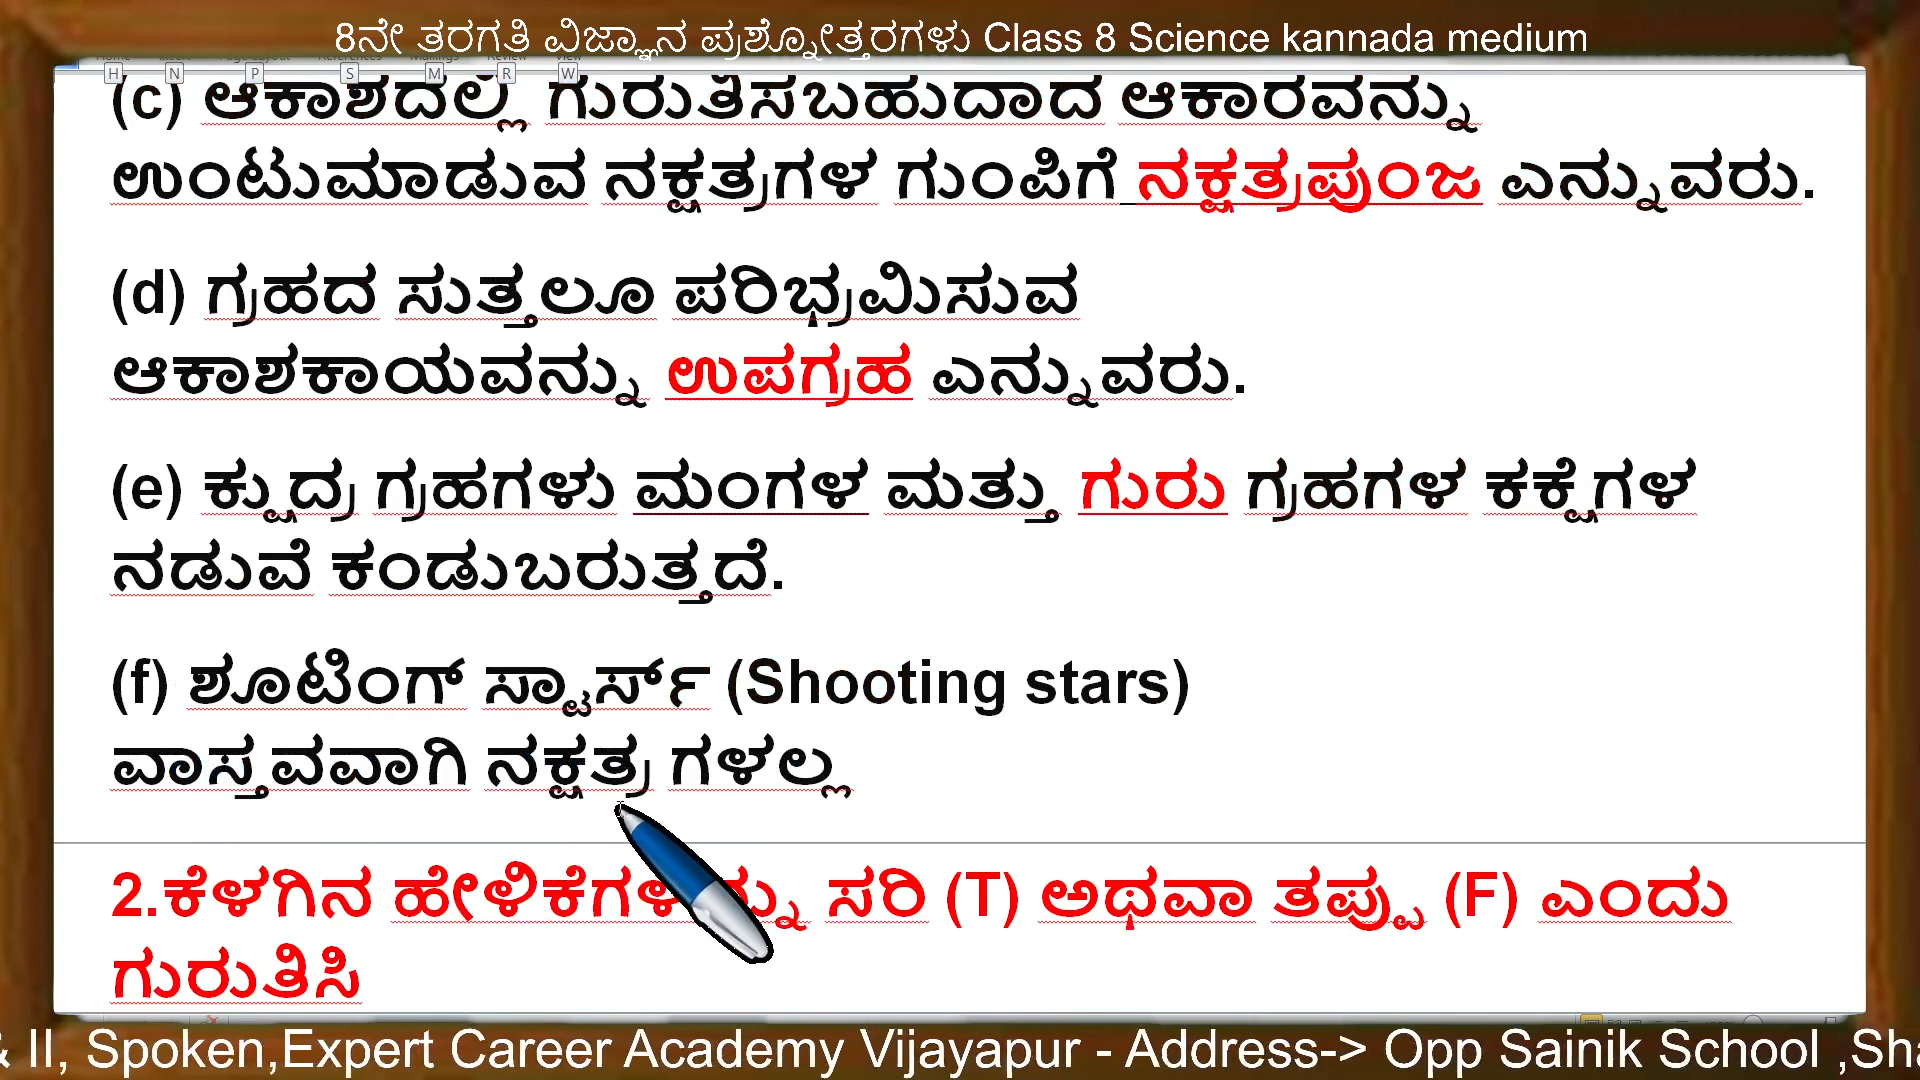 8ನೇ ತರಗತಿ ವಿಜ್ಞಾನ ಪ್ರಶ್ನೋತ್ತರಗಳು Class 8 Science kannada medium
H N P S M R W
(c) ಆಕಾಶದಲ್ಲಿ ಗುರುತಿಸಬಹುದಾದ ಆಕಾರವನ್ನು
ಉಂಟುಮಾಡುವ ನಕ್ಷತ್ರಗಳ ಗುಂಪಿಗೆ ನಕ್ಷತ್ರಪುಂಜ ಎನ್ನುವರು.
(d) ಗ್ರಹದ ಸುತ್ತಲೂ ಪರಿಭ್ರಮಿಸುವ
ಆಕಾಶಕಾಯವನ್ನು ಉಪಗ್ರಹ ಎನ್ನುವರು.
(e) ಕ್ಷುದ್ರ ಗ್ರಹಗಳು ಮಂಗಳ ಮತ್ತು ಗುರು ಗ್ರಹಗಳ ಕಕ್ಷೆಗಳ
ನಡುವೆ ಕಂಡುಬರುತ್ತದೆ.
(f) ಶೂಟಿಂಗ್ ಸ್ಟಾರ್ಸ್ (Shooting stars)
ವಾಸ್ತವವಾಗಿ ನಕ್ಷತ್ರ ಗಳಲ್ಲ
2.ಕೆಳಗಿನ ಸರಿ (T) ಅಥವಾ ತಪ್ಪು (F) ಎಂದು
ಗುರುತಿಸಿ
& II, Spoken,Expert Career Academy Vijayapur - Address-> Opp Sainik School ,Sha